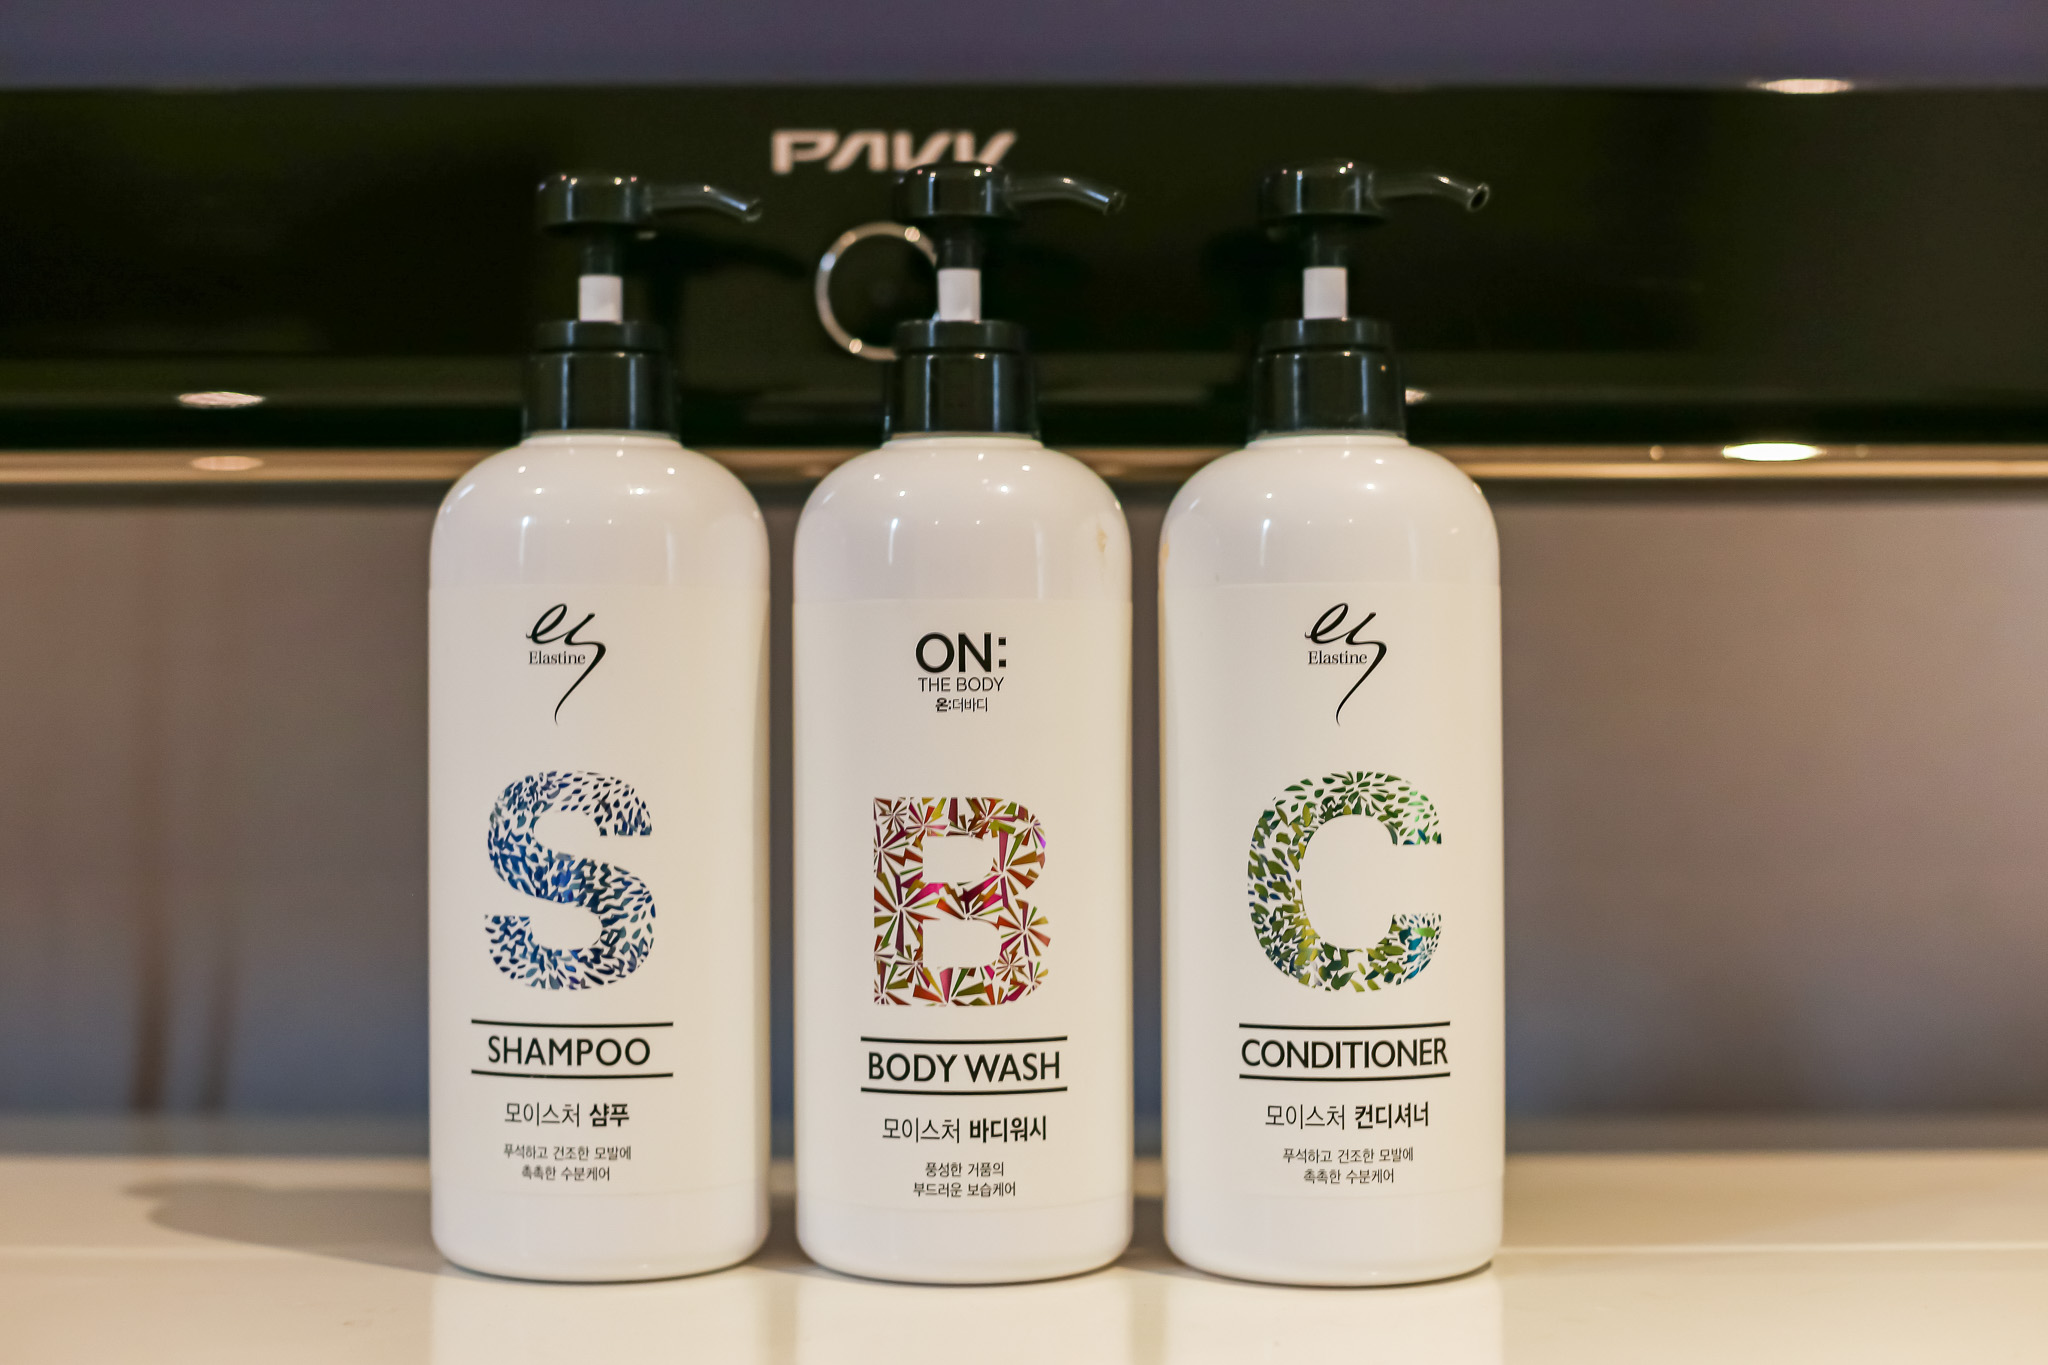 PAVV
es
Elastine
S
SHAMPOO
모이스처 샴푸
푸석하고 건조한 모발에
촉촉한 수분케어
ON:
THE BODY
온:더바디
B
BODY WASH
모이스처 바디워시
풍성한 거품의
부드러운 보습케어
es
Elastine
C
CONDITIONER
모이스처 컨디셔너
푸석하고 건조한 모발에
촉촉한 수분케어